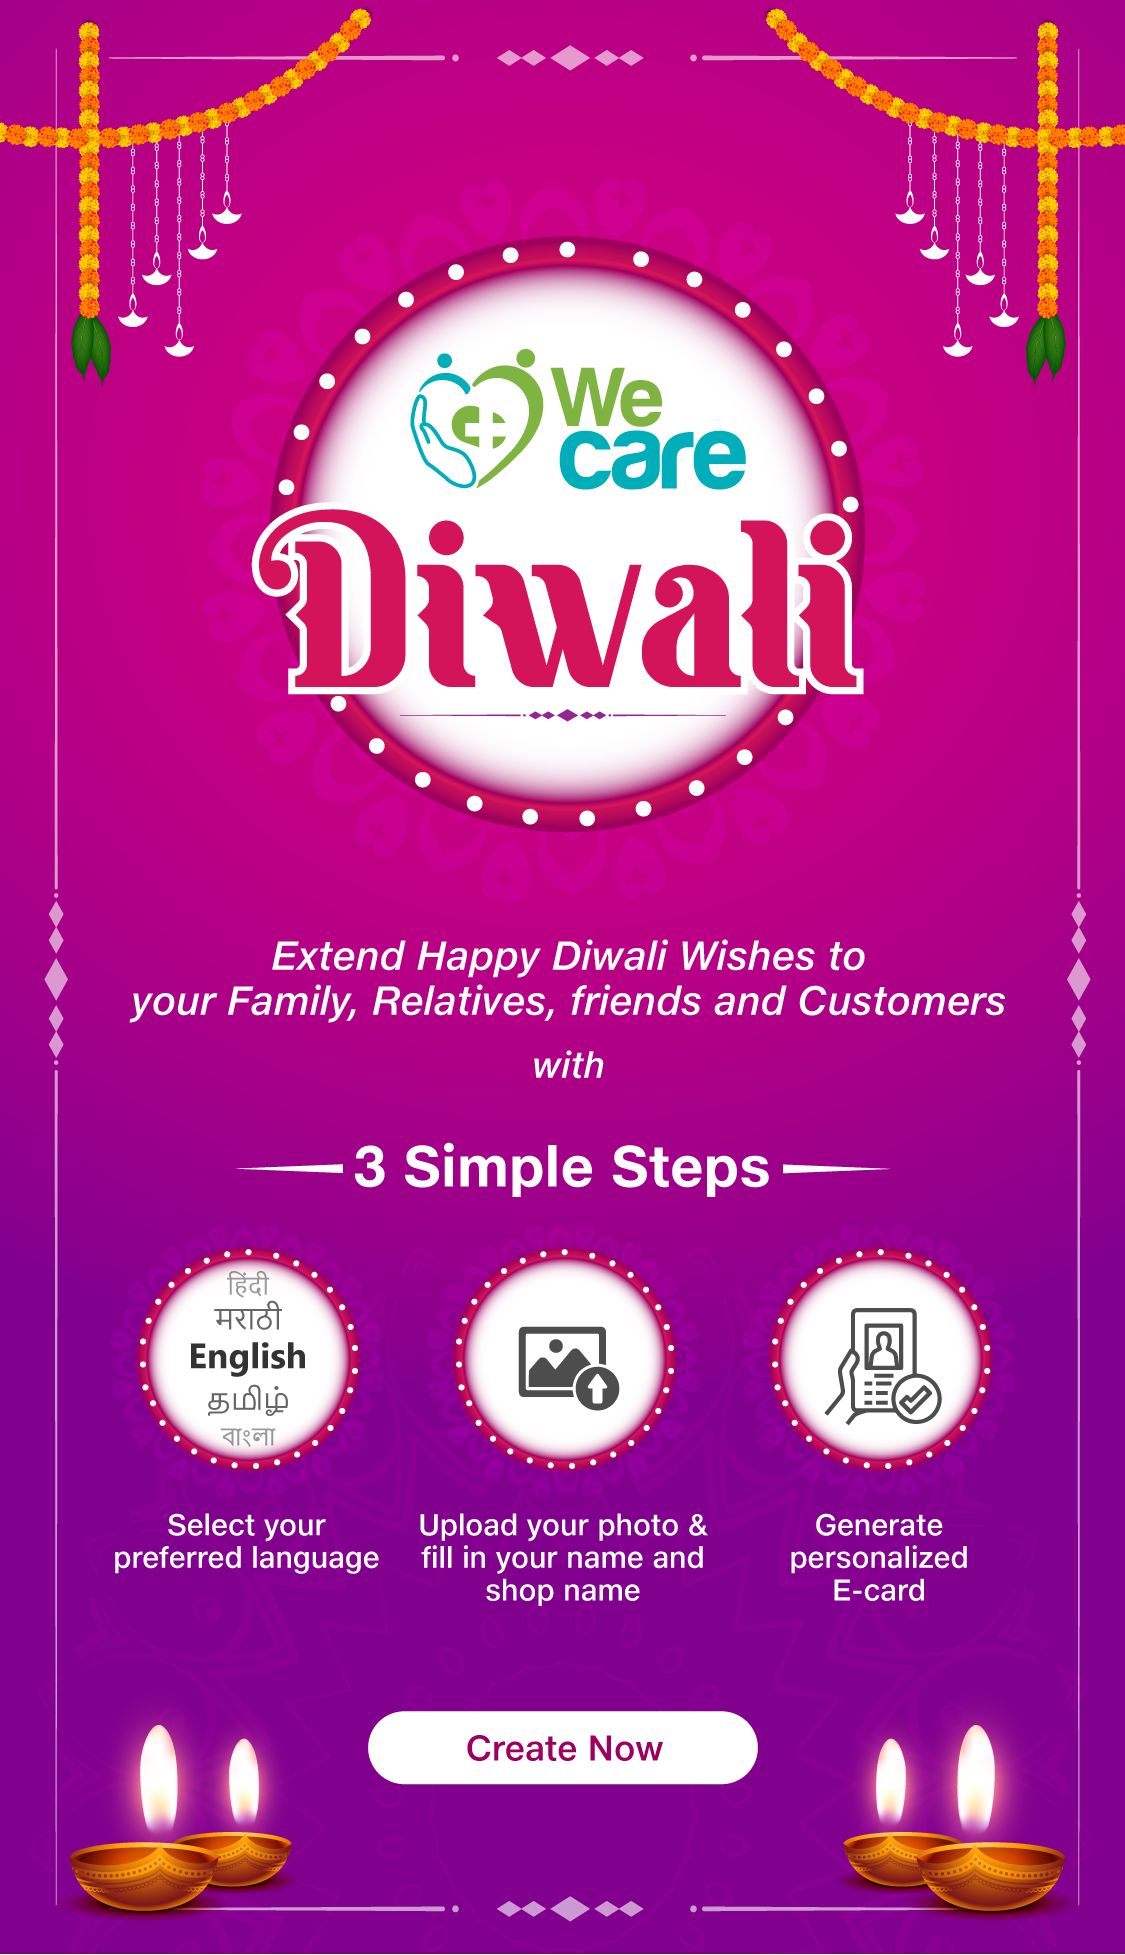 We
care
Diwali
Extend Happy Diwali Wishes to
your Family, Relatives, friends and Customers
with
3 Simple Steps
हिंदी
मराठी
English
தமிழ்
বাংলা
Select your
preferred language
Upload your photo &
fill in your name and
shop name
Generate
personalized
E-card
Create Now